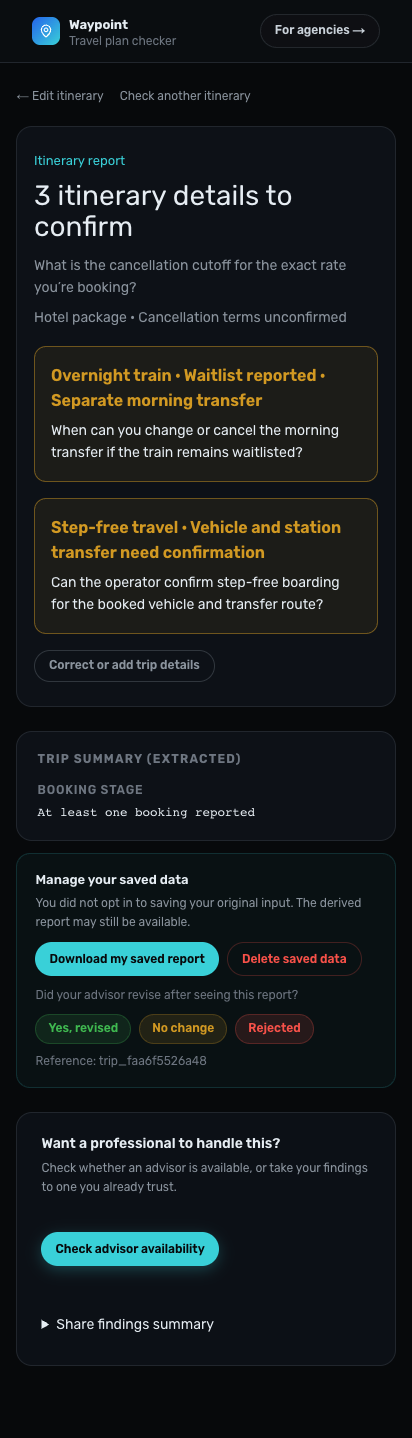 Waypoint
Travel plan checker
For agencies →
← Edit itinerary
Check another itinerary
Itinerary report
3 itinerary details to
confirm
What is the cancellation cutoff for the exact rate
you're booking?
Hotel package • Cancellation terms unconfirmed
Overnight train • Waitlist reported •
Separate morning transfer
When can you change or cancel the morning
transfer if the train remains waitlisted?
Step-free travel • Vehicle and station
transfer need confirmation
Can the operator confirm step-free boarding
for the booked vehicle and transfer route?
Correct or add trip details
TRIP SUMMARY (EXTRACTED)
BOOKING STAGE
At least one booking reported
Manage your saved data
You did not opt in to saving your original input. The derived
report may still be available.
Download my saved report
Delete saved data
Did your advisor revise after seeing this report?
Yes, revised
No change
Rejected
Reference: trip_faa6f5526a48
Want a professional to handle this?
Check whether an advisor is available, or take your findings
to one you already trust.
Check advisor availability
▶ Share findings summary